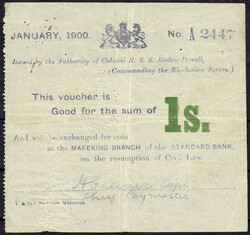 JANUARY, 1900. No. A 2447
Issued by the Authority of Colonel R. S. S. Baden-Powell,
(Commanding the Rhodesian Forces.)
This voucher is
Good for the sum of 1s.
And will be exchanged for coin
at the MAFEKING BRANCH of the STANDARD BANK,
on the resumption of Civil Law.
Capt
Chief Paymaster